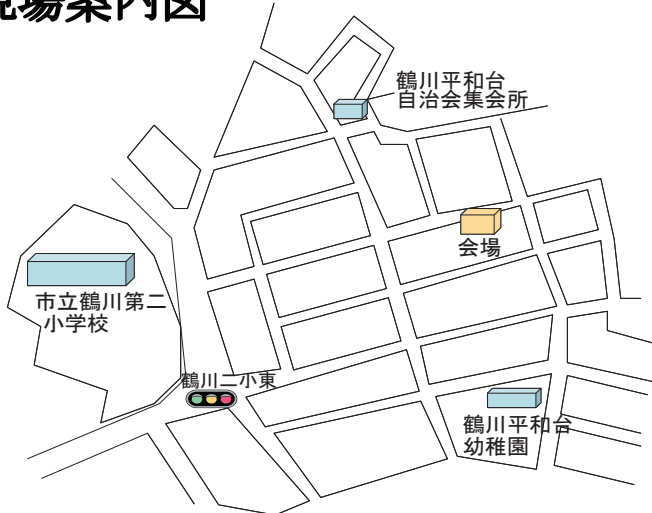 場案内図
鶴川平和台
自治会集会所
会場
市立鶴川第二
小学校
鶴川二小東
鶴川平和台
幼稚園